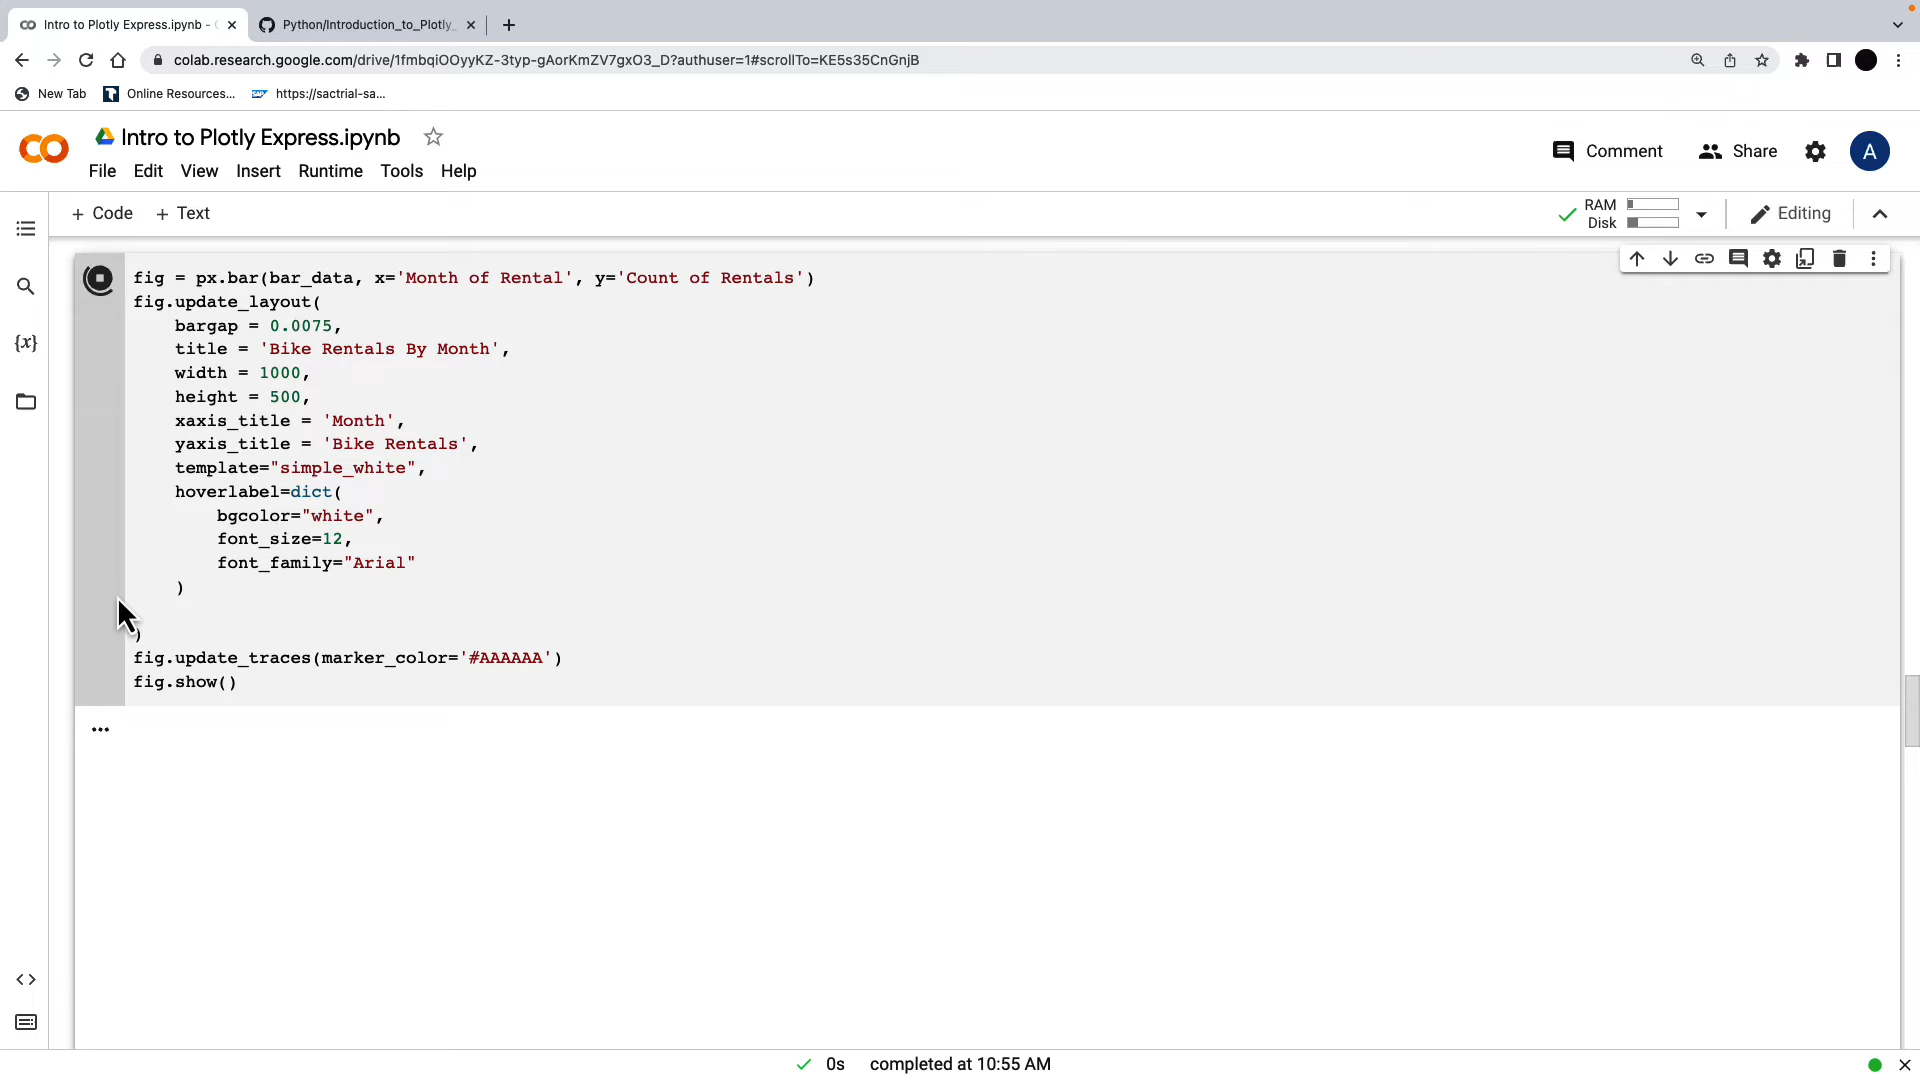 Intro to Plotly Express.ipynb -
Python/Introduction_to_Plotly_
colab.research.google.com/drive/1fmbqiOOyyKZ-3typ-gAorKmZV7gxO3_D?authuser=1#scrollTo=KE5s35CnGnjB
New Tab
Online Resources...
https://sactrial-sa...
Intro to Plotly Express.ipynb
File Edit View Insert Runtime Tools Help
Comment
Share
A
+ Code + Text
RAM
Disk
Editing
{x}
fig = px.bar(bar_data, x='Month of Rental', y='Count of Rentals')
fig.update_layout(
    bargap = 0.0075,
    title = 'Bike Rentals By Month',
    width = 1000,
    height = 500,
    xaxis_title = 'Month',
    yaxis_title = 'Bike Rentals',
    template="simple_white",
    hoverlabel=dict(
        bgcolor="white",
        font_size=12,
        font_family="Arial"
    )
)
fig.update_traces(marker_color='#AAAAAA')
fig.show()
...
0s completed at 10:55 AM